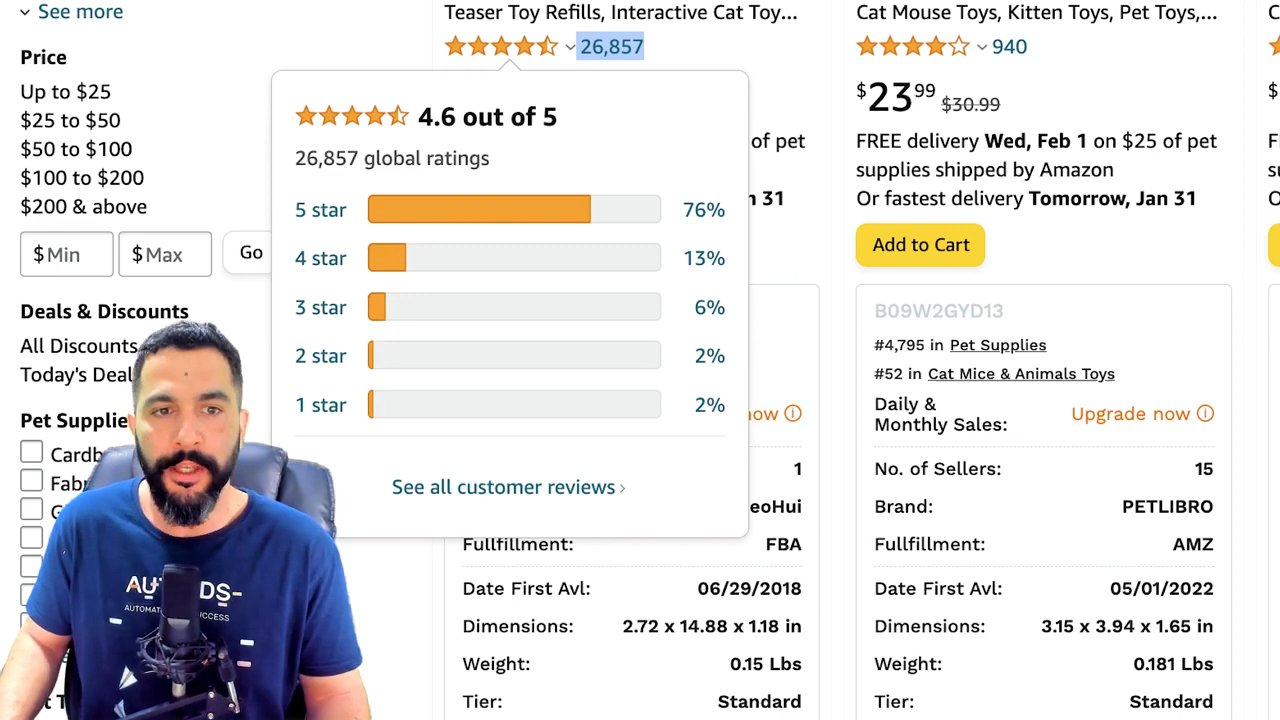 See more
Price
Up to $25
$25 to $50
$50 to $100
$100 to $200
$200 & above
$ Min
$ Max
Go
Deals & Discounts
All Discounts
Today's Deal
Pet Supplie
Teaser Toy Refills, Interactive Cat Toy...
26,857
4.6 out of 5
26,857 global ratings
5 star 76%
4 star 13%
3 star 6%
2 star 2%
1 star 2%
See all customer reviews ›
of pet
31
1
FBA
Fullfillment:
Date First Avl: 06/29/2018
Dimensions: 2.72 x 14.88 x 1.18 in
Weight: 0.15 Lbs
Tier: Standard
Cat Mouse Toys, Kitten Toys, Pet Toys,...
940
$23.99 $30.99
FREE delivery Wed, Feb 1 on $25 of pet
supplies shipped by Amazon
Or fastest delivery Tomorrow, Jan 31
Add to Cart
B09W2GYD13
#4,795 in Pet Supplies
#52 in Cat Mice & Animals Toys
Daily &
Monthly Sales: Upgrade now
No. of Sellers: 15
Brand: PETLIBRO
Fullfillment: AMZ
Date First Avl: 05/01/2022
Dimensions: 3.15 x 3.94 x 1.65 in
Weight: 0.181 Lbs
Tier: Standard